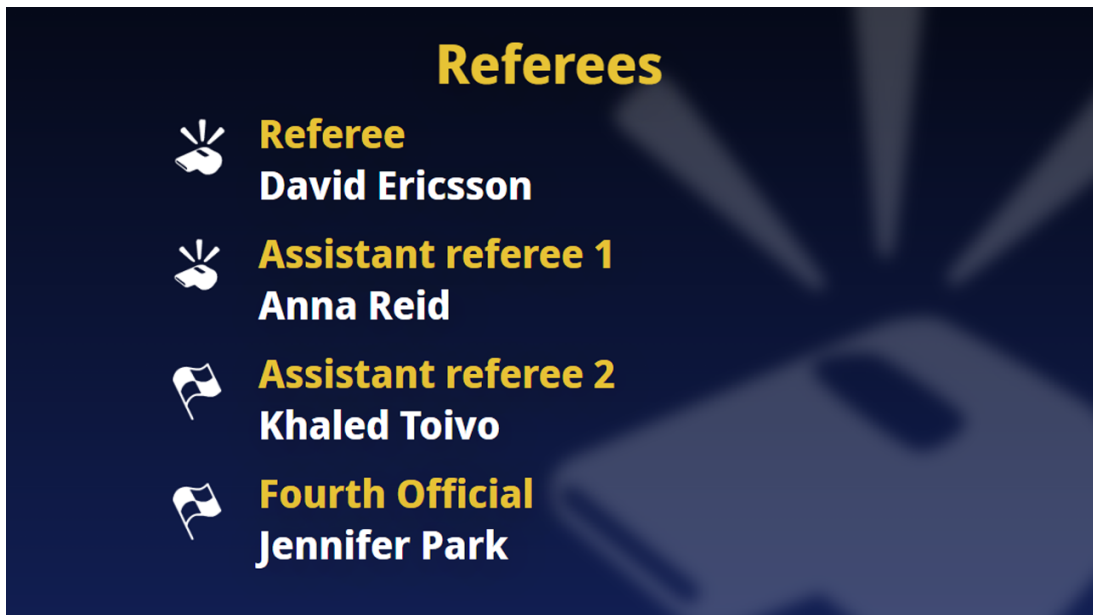 Referees
Referee
David Ericsson
Assistant referee 1
Anna Reid
Assistant referee 2
Khaled Toivo
Fourth Official
Jennifer Park